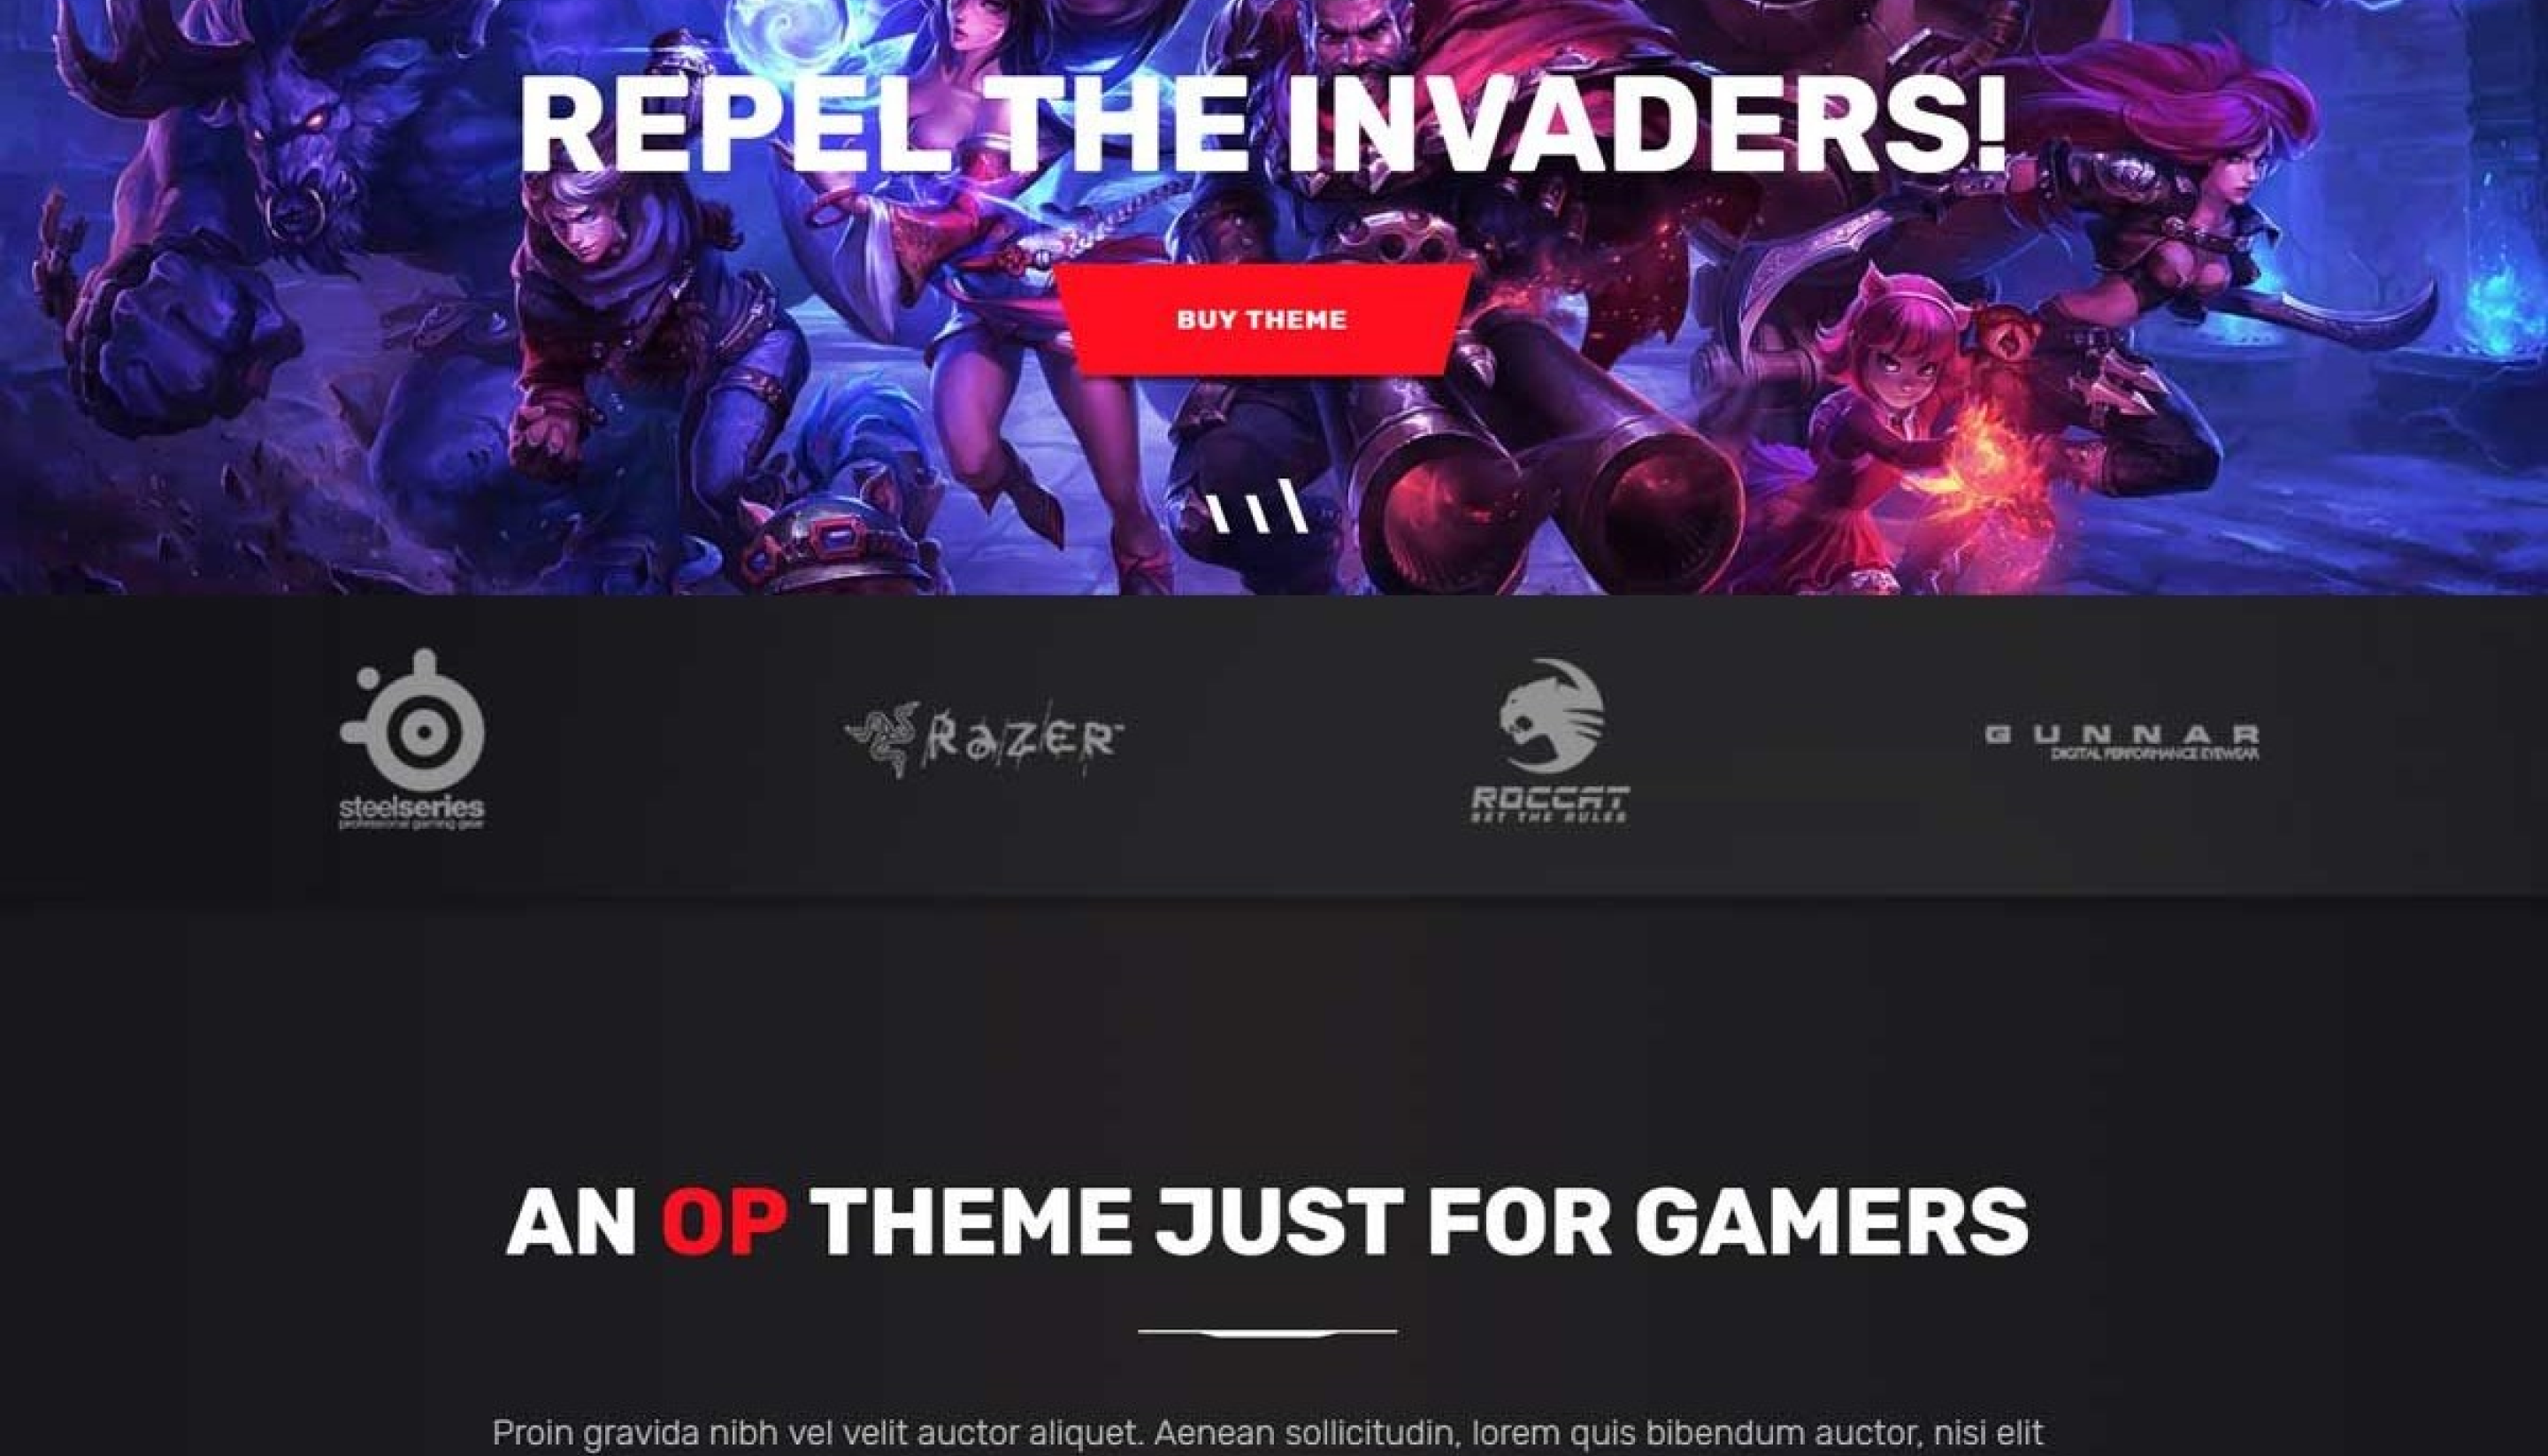 REPEL THE INVADERS!
BUY THEME
steelseries
professional gaming gear
RAZER™
ROCCAT
SET THE RULES
GUNNAR
DIGITAL PERFORMANCE EYEWEAR
AN OP THEME JUST FOR GAMERS
Proin gravida nibh vel velit auctor aliquet. Aenean sollicitudin, lorem quis bibendum auctor, nisi elit